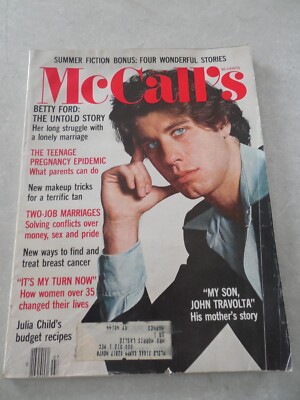 SUMMER FICTION BONUS: FOUR WONDERFUL STORIES
McCall's
BETTY FORD:
THE UNTOLD STORY
Her long struggle with
a lonely marriage
THE TEENAGE
PREGNANCY EPIDEMIC
What parents can do
New makeup tricks
for a terrific tan
TWO-JOB MARRIAGES
Solving conflicts over
money, sex and pride
New ways to find and
treat breast cancer
"IT'S MY TURN NOW"
How women over 35
changed their lives
Julia Child's
budget recipes
"MY SON,
JOHN TRAVOLTA"
His mother's story